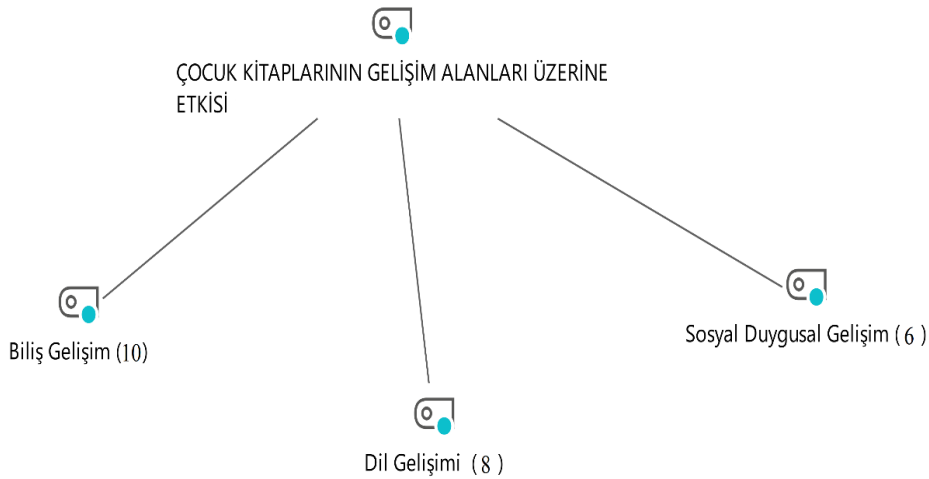 ÇOCUK KİTAPLARININ GELİŞİM ALANLARI ÜZERİNE
ETKİSİ
Biliş Gelişim (10)
Sosyal Duygusal Gelişim ( 6 )
Dil Gelişimi ( 8 )